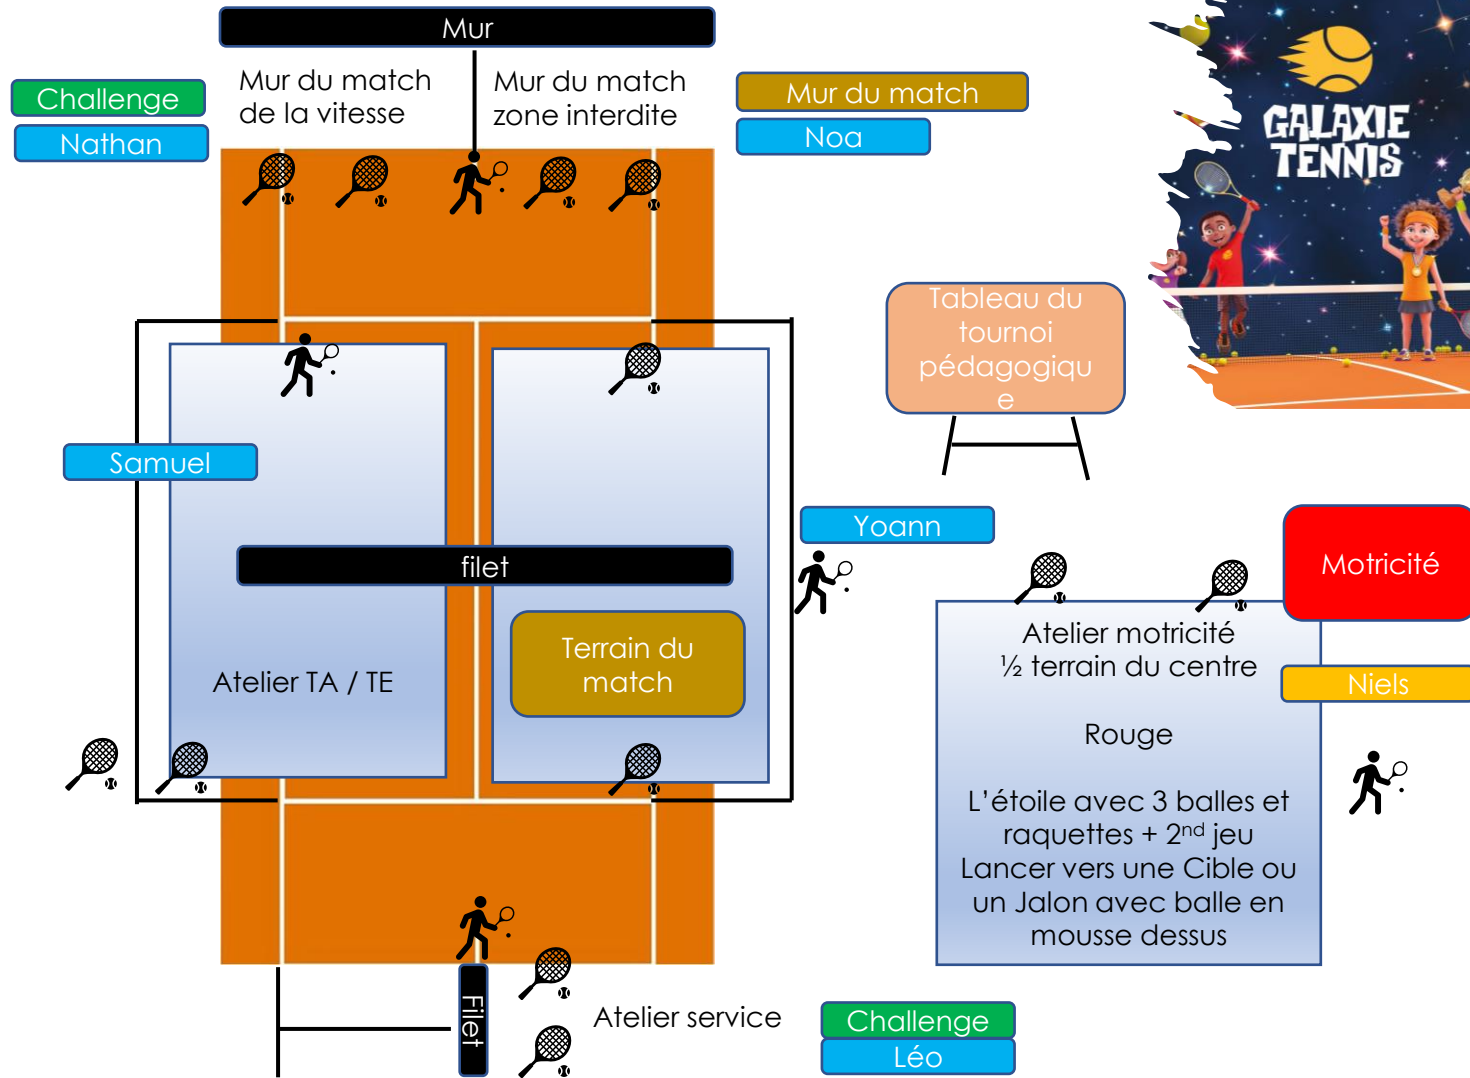 Mur
Mur du match
de la vitesse
Mur du match
zone interdite
Challenge
Nathan
Mur du match
Noa
GALAXIE
TENNIS
Tableau du
tournoi
pédagogiqu
e
Samuel
Yoann
filet
Motricité
Terrain du
match
Atelier TA / TE
Atelier motricité
½ terrain du centre
Niels
Rouge
L’étoile avec 3 balles et
raquettes + 2nd jeu
Lancer vers une Cible ou
un Jalon avec balle en
mousse dessus
Filet
Atelier service
Challenge
Léo